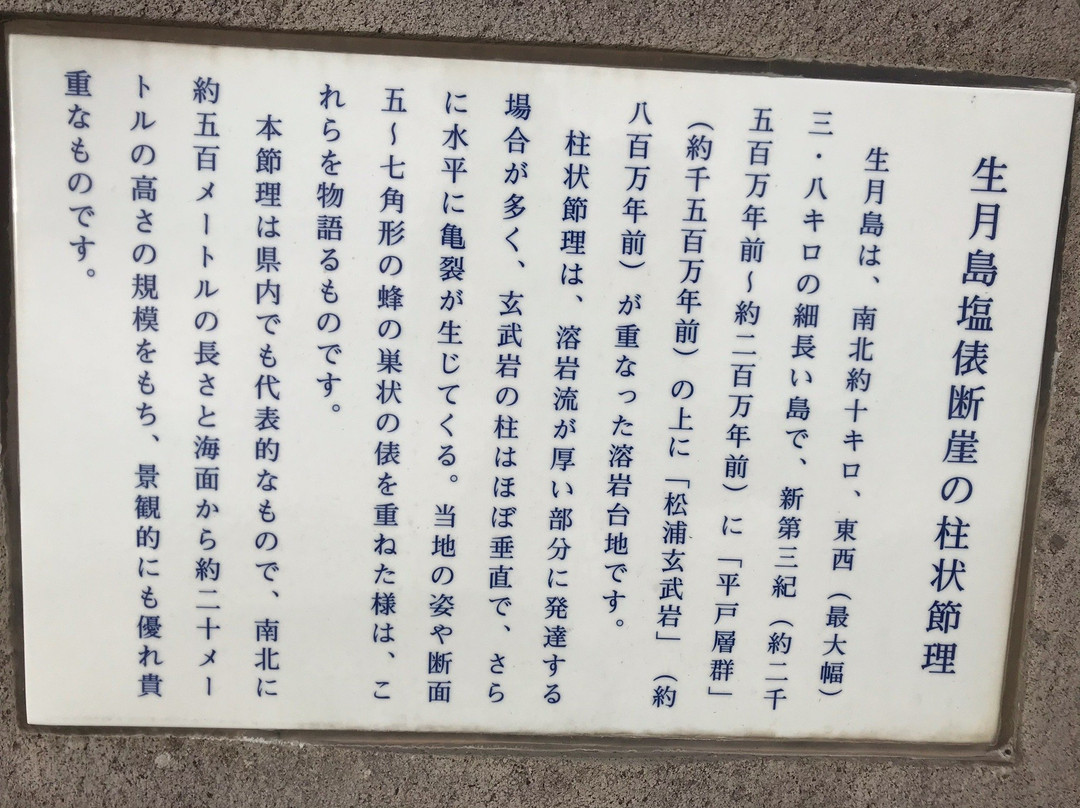 生月島塩俵断崖の柱状節理
生月島は、南北約十キロ、東西（最大幅）
三・八キロの細長い島で、新第三紀（約二千
五百万年前～約二百万年前）に「平戸層群」
（約千五百万年前）の上に「松浦玄武岩」（約
八百万年前）が重なった溶岩台地です。
柱状節理は、溶岩流が厚い部分に発達する
場合が多く、玄武岩の柱はほぼ垂直で、さら
に水平に亀裂が生じてくる。当地の姿や断面
五～七角形の蜂の巣状の俵を重ねた様は、こ
れらを物語るものです。
本節理は県内でも代表的なもので、南北に
約五百メートルの長さと海面から約二十メー
トルの高さの規模をもち、景観的にも優れ貴
重なものです。